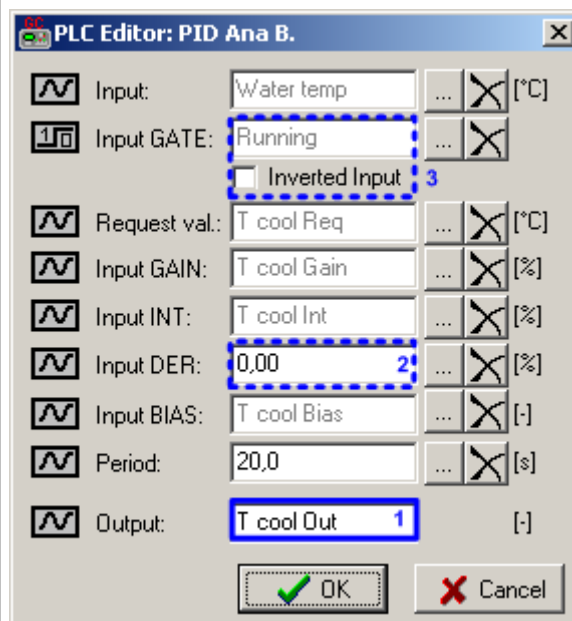 GC PLC Editor: PID Ana B.
Input: Water temp ... [°C]
Input GATE: Running ...
Inverted Input 3
Request val.: T cool Req ... [°C]
Input GAIN: T cool Gain ... [%]
Input INT: T cool Int ... [%]
Input DER: 0,00 2 ... [%]
Input BIAS: T cool Bias ... [-]
Period: 20,0 ... [s]
Output: T cool Out 1 [-]
OK Cancel